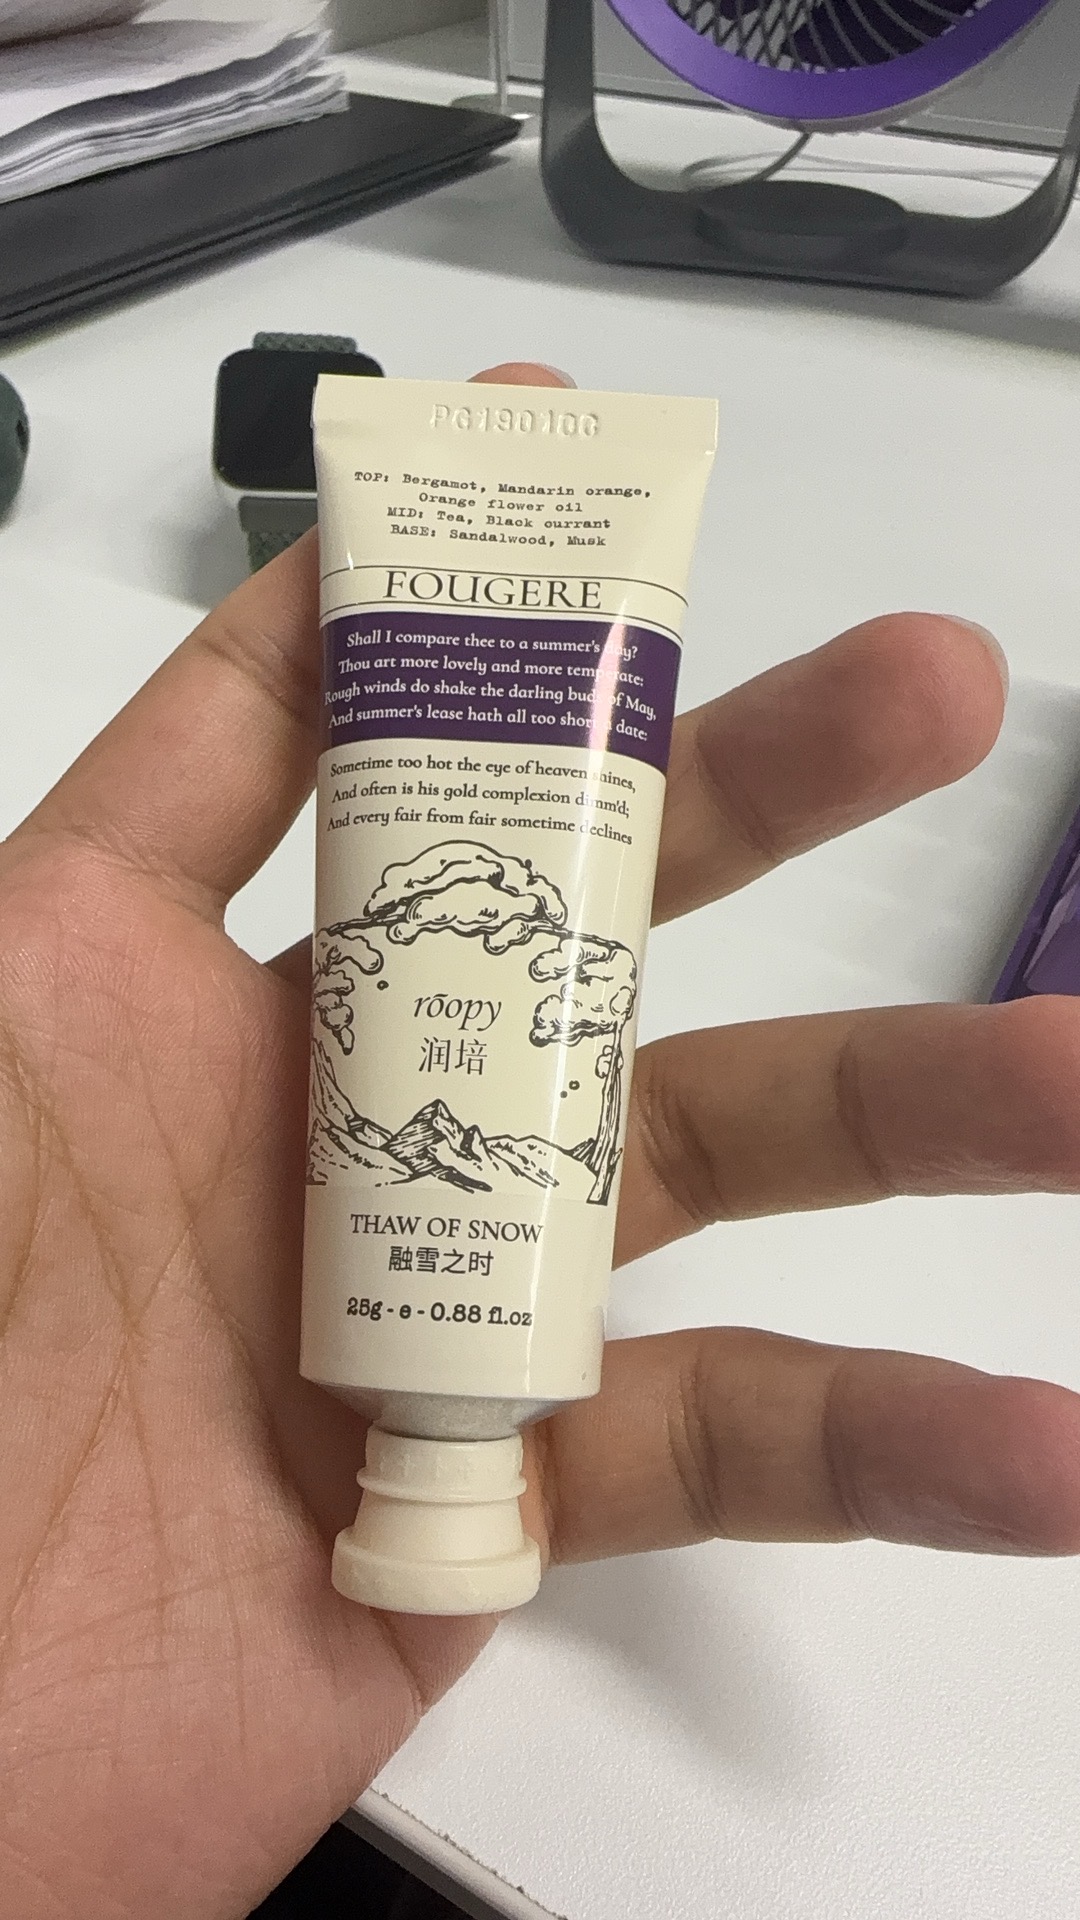 PG190106
TOP: Bergamot, Mandarin orange,
Orange flower oil
MID: Tea, Black currant
BASE: Sandalwood, Musk
FOUGERE
Shall I compare thee to a summer's day?
Thou art more lovely and more temperate:
Rough winds do shake the darling buds of May,
And summer's lease hath all too short a date:
Sometime too hot the eye of heaven shines,
And often is his gold complexion dimm'd;
And every fair from fair sometime declines
rōopy
润培
THAW OF SNOW
融雪之时
25g - e - 0.88 fl.oz